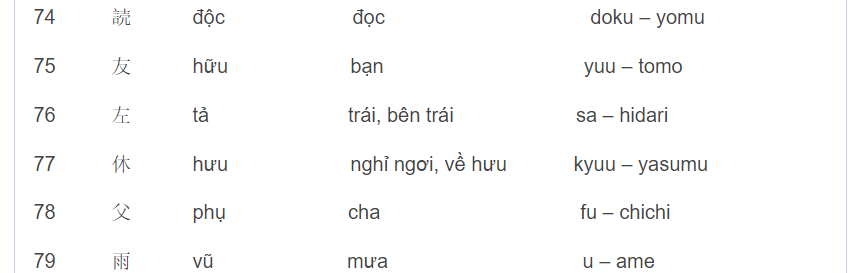 74 読 độc đọc doku – yomu
75 友 hữu bạn yuu – tomo
76 左 tả trái, bên trái sa – hidari
77 休 hưu nghỉ ngơi, về hưu kyuu – yasumu
78 父 phụ cha fu – chichi
79 雨 vũ mưa u – ame